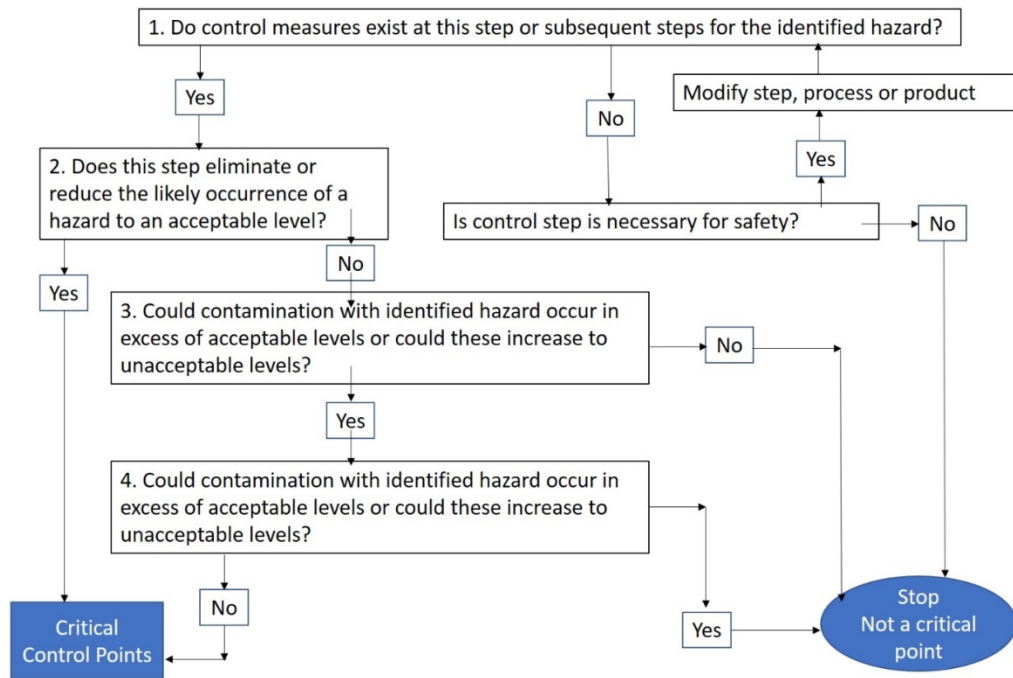 1. Do control measures exist at this step or subsequent steps for the identified hazard?
Yes
No
Modify step, process or product
Yes
2. Does this step eliminate or
reduce the likely occurrence of a
hazard to an acceptable level?
Is control step is necessary for safety?
No
Yes
No
3. Could contamination with identified hazard occur in
excess of acceptable levels or could these increase to
unacceptable levels?
No
Yes
4. Could contamination with identified hazard occur in
excess of acceptable levels or could these increase to
unacceptable levels?
No
Yes
Critical
Control Points
Stop
Not a critical
point